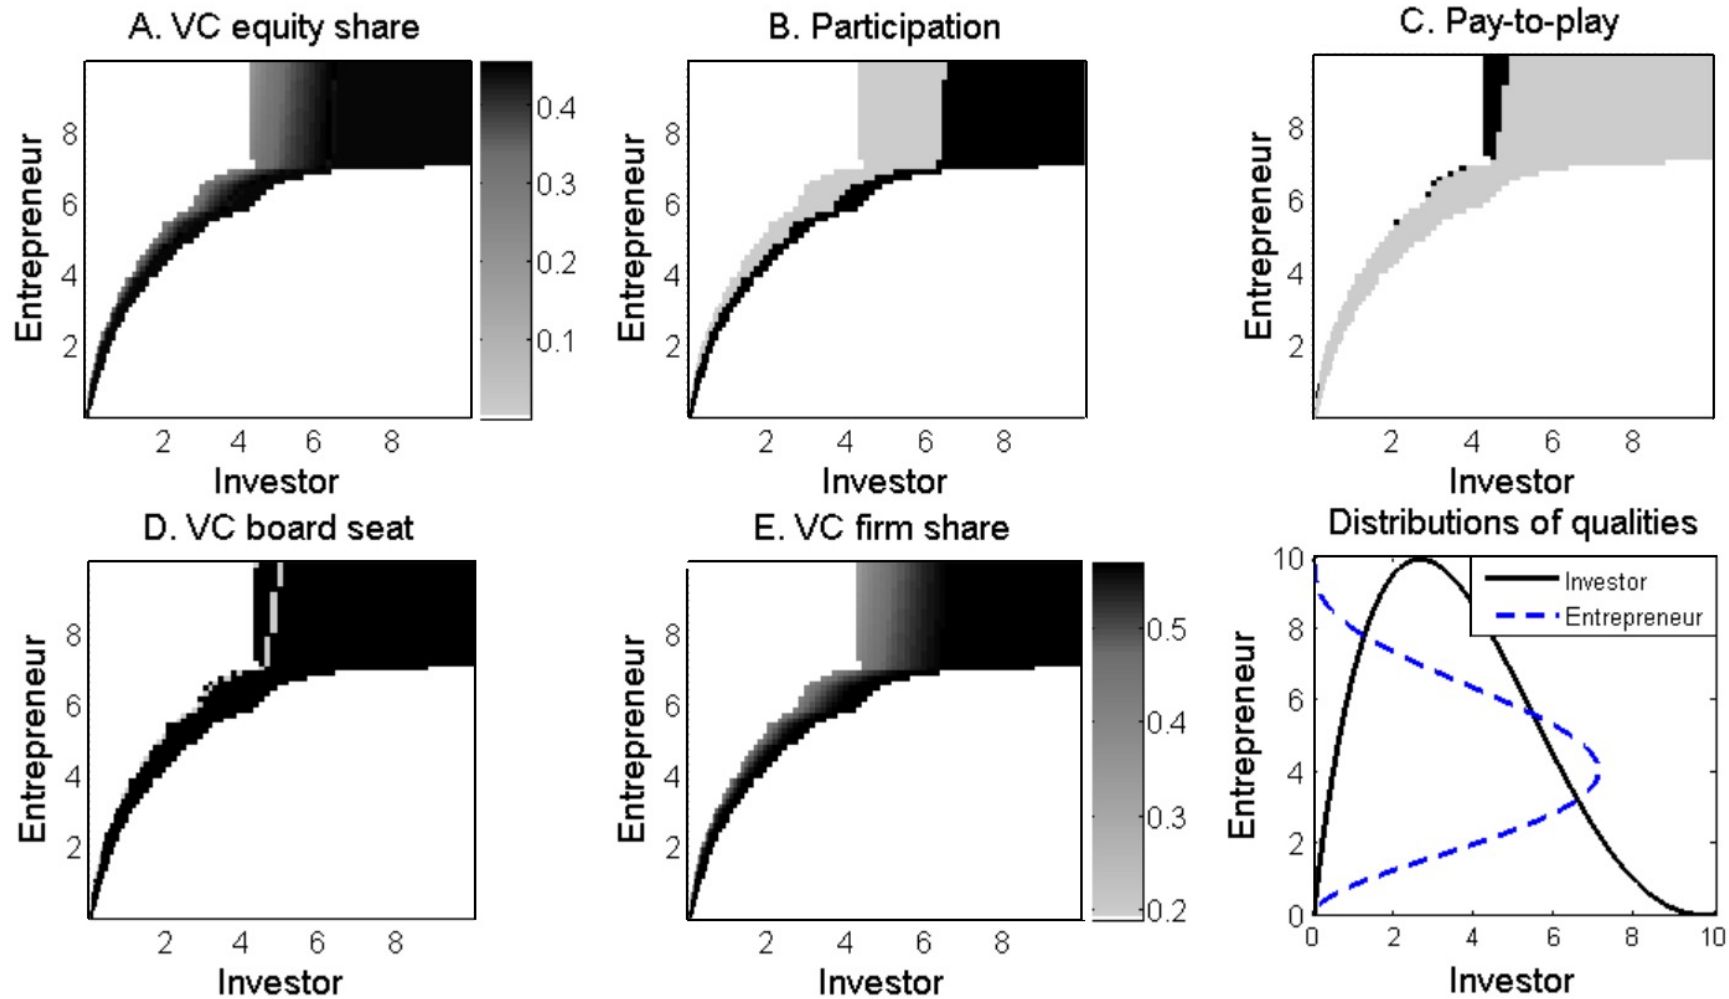 A. VC equity share
Entrepreneur
8
6
4
2
2 4 6 8
Investor
0.4
0.3
0.2
0.1
B. Participation
Entrepreneur
8
6
4
2
2 4 6 8
Investor
C. Pay-to-play
Entrepreneur
8
6
4
2
2 4 6 8
Investor
D. VC board seat
Entrepreneur
8
6
4
2
2 4 6 8
Investor
E. VC firm share
Entrepreneur
8
6
4
2
2 4 6 8
Investor
0.5
0.4
0.3
0.2
Distributions of qualities
Entrepreneur
10
8
6
4
2
0
0 2 4 6 8 10
Investor
Investor
Entrepreneur